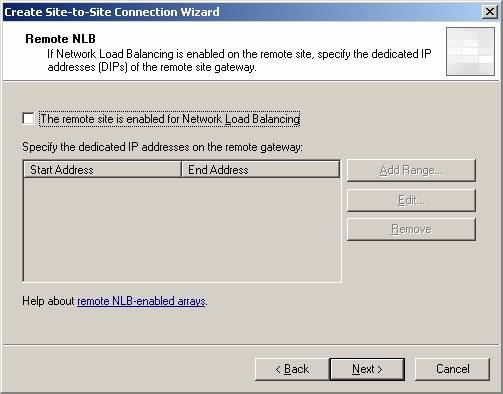 Create Site-to-Site Connection Wizard
Remote NLB
If Network Load Balancing is enabled on the remote site, specify the dedicated IP
addresses (DIPs) of the remote site gateway.
The remote site is enabled for Network Load Balancing
Specify the dedicated IP addresses on the remote gateway:
Start Address End Address
Add Range...
Edit...
Remove
Help about remote NLB-enabled arrays.
< Back Next > Cancel